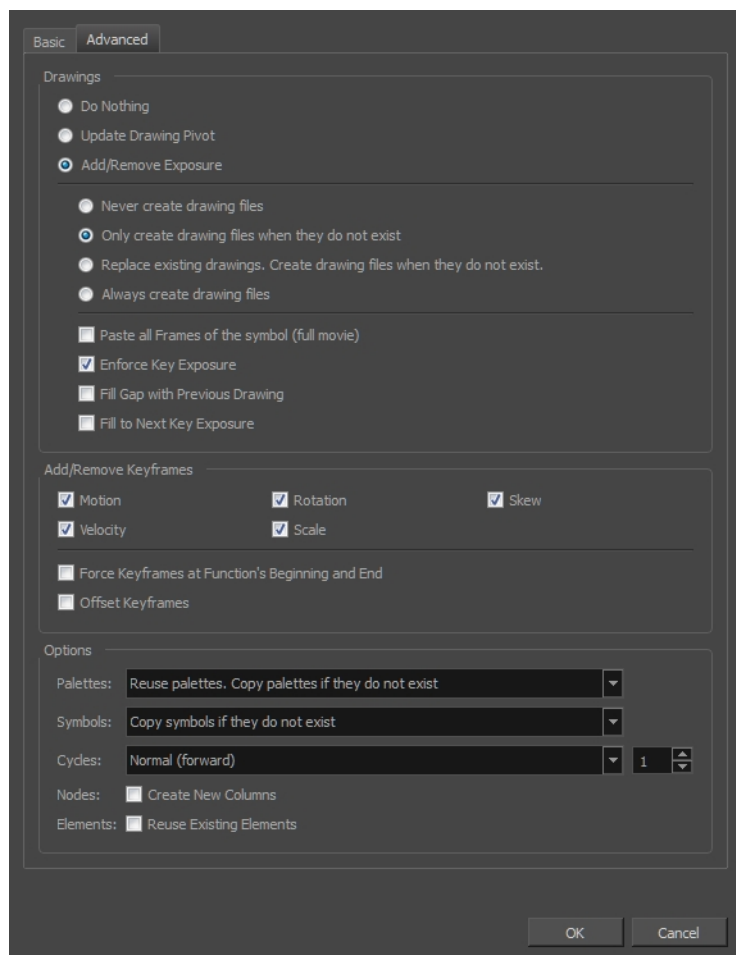 Basic Advanced
Drawings
Do Nothing
Update Drawing Pivot
Add/Remove Exposure
Never create drawing files
Only create drawing files when they do not exist
Replace existing drawings. Create drawing files when they do not exist.
Always create drawing files
Paste all Frames of the symbol (full movie)
Enforce Key Exposure
Fill Gap with Previous Drawing
Fill to Next Key Exposure
Add/Remove Keyframes
Motion Rotation Skew
Velocity Scale
Force Keyframes at Function's Beginning and End
Offset Keyframes
Options
Palettes: Reuse palettes. Copy palettes if they do not exist
Symbols: Copy symbols if they do not exist
Cycles: Normal (forward) 1
Nodes: Create New Columns
Elements: Reuse Existing Elements
OK Cancel